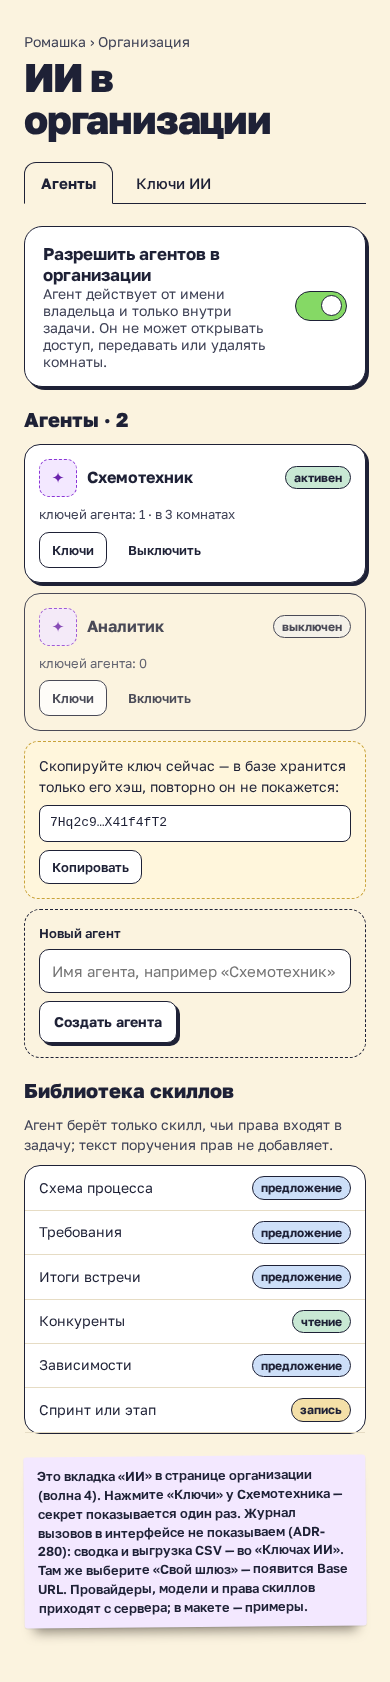 Ромашка › Организация
ИИ в
организации
Агенты
Ключи ИИ
Разрешить агентов в
организации
Агент действует от имени
владельца и только внутри
задачи. Он не может открывать
доступ, передавать или удалять
комнаты.
Агенты · 2
Схемотехник
активен
ключей агента: 1 · в 3 комнатах
Ключи
Выключить
Аналитик
выключен
ключей агента: 0
Ключи
Включить
Скопируйте ключ сейчас — в базе хранится
только его хэш, повторно он не покажется:
7Hq2c9…X41f4fT2
Копировать
Новый агент
Имя агента, например «Схемотехник»
Создать агента
Библиотека скиллов
Агент берёт только скилл, чьи права входят в
задачу; текст поручения прав не добавляет.
Схема процесса
предложение
Требования
предложение
Итоги встречи
предложение
Конкуренты
чтение
Зависимости
предложение
Спринт или этап
запись
Это вкладка «ИИ» в странице организации
(волна 4). Нажмите «Ключи» у Схемотехника —
секрет показывается один раз. Журнал
вызовов в интерфейсе не показываем (ADR-
280): сводка и выгрузка CSV — во «Ключах ИИ».
Там же выберите «Свой шлюз» — появится Base
URL. Провайдеры, модели и права скиллов
приходят с сервера; в макете — примеры.